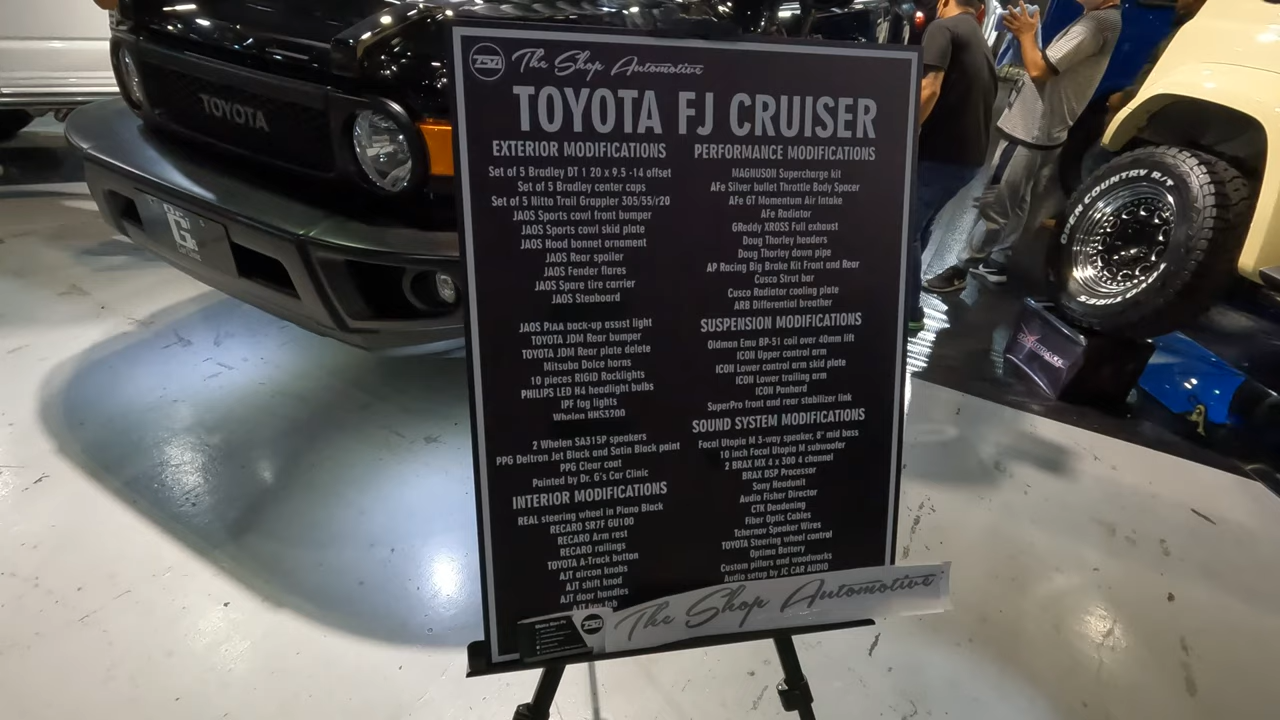 TOYOTA
TSA The Shop Automotive
TOYOTA FJ CRUISER
EXTERIOR MODIFICATIONS
Set of 5 Bradley DT 1 20 x 9.5 -14 offset
Set of 5 Bradley center caps
Set of 5 Nitto Trail Grappler 305/55/r20
JAOS Sports cowl front bumper
JAOS Sports cowl skid plate
JAOS Hood bonnet ornament
JAOS Rear spoiler
JAOS Fender flares
JAOS Spare tire carrier
JAOS Steaboard
JAOS PIAA back-up assist light
TOYOTA JDM Rear bumper
TOYOTA JDM Rear plate delete
Mitsuba Dolce horns
10 pieces RIGID Rocklights
PHILIPS LED H4 headlight bulbs
IPF fog lights
Whelen HHS3200
2 Whelen SA315P speakers
PPG Deltron Jet Black and Satin Black paint
PPG Clear coat
Painted by Dr. G's Car Clinic
INTERIOR MODIFICATIONS
REAL steering wheel in Piano Black
RECARO SR7F GU100
RECARO Arm rest
RECARO railings
TOYOTA A-Track button
AJT aircon knobs
AJT shift knod
AJT door handles
AJT key fob
PERFORMANCE MODIFICATIONS
MAGNUSON Supercharge kit
AFe Silver bullet Throttle Body Spacer
AFe GT Momentum Air Intake
AFe Radiator
GReddy XROSS Full exhaust
Doug Thorley headers
Doug Thorley down pipe
AP Racing Big Brake Kit Front and Rear
Cusco Strut bar
Cusco Radiator cooling plate
ARB Differential breather
SUSPENSION MODIFICATIONS
Oldman Emu BP-51 coil over 40mm lift
ICON Upper control arm
ICON Lower control arm skid plate
ICON Lower trailing arm
ICON Panhard
SuperPro front and rear stabilizer link
SOUND SYSTEM MODIFICATIONS
Focal Utopia M 3-way speaker, 8" mid bass
10 inch Focal Utopia M subwoofer
2 BRAX MX 4 x 300 4 channel
BRAX DSP Processor
Sony Headunit
Audio Fisher Director
CTK Deadening
Fiber Optic Cables
Tchernov Speaker Wires
TOYOTA Steering wheel control
Optima Battery
Custom pillars and woodworks
Audio setup by JC CAR AUDIO
TSA The Shop Automotive
OPEN COUNTRY R/T
TIRES